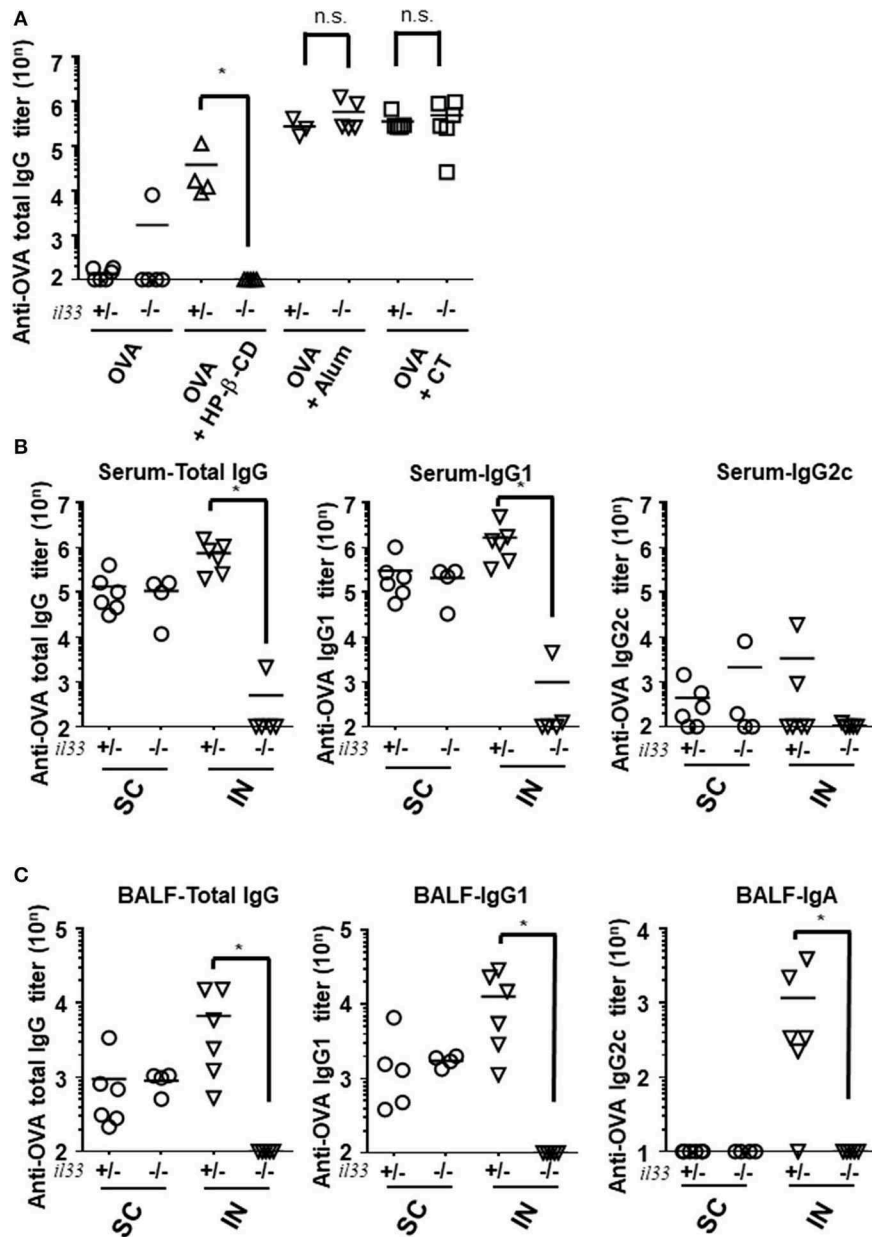 A
n.s.
n.s.
*
Anti-OVA total IgG titer (10ⁿ)
7
6
5
4
3
2
il33 +/- -/- +/- -/- +/- -/- +/- -/-
OVA
OVA + HP-β-CD
OVA + Alum
OVA + CT
B
Serum-Total IgG
*
Anti-OVA total IgG titer (10ⁿ)
7
6
5
4
3
2
il33 +/- -/- +/- -/-
SC
IN
Serum-IgG1
*
Anti-OVA IgG1 titer (10ⁿ)
7
6
5
4
3
2
+/- -/- +/- -/-
SC
IN
Serum-IgG2c
Anti-OVA IgG2c titer (10ⁿ)
7
6
5
4
3
2
il33 +/- -/- +/- -/-
SC
IN
C
BALF-Total IgG
*
Anti-OVA total IgG titer (10ⁿ)
5
4
3
2
il33 +/- -/- +/- -/-
SC
IN
BALF-IgG1
*
Anti-OVA IgG1 titer (10ⁿ)
5
4
3
2
il33 +/- -/- +/- -/-
SC
IN
BALF-IgA
*
Anti-OVA IgG2c titer (10ⁿ)
4
3
2
1
il33 +/- -/- +/- -/-
SC
IN